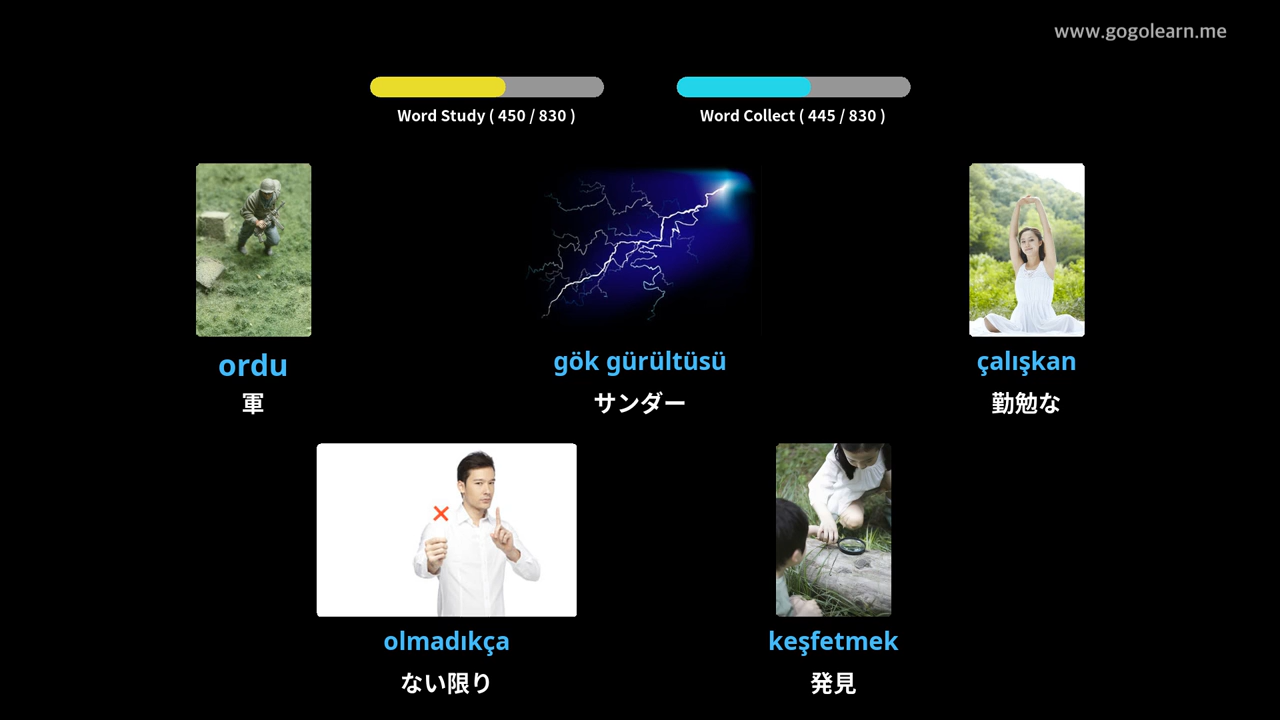 www.gogolearn.me
Word Study ( 450 / 830 )
Word Collect ( 445 / 830 )
ordu
軍
gök gürültüsü
サンダー
çalışkan
勤勉な
olmadıkça
ない限り
keşfetmek
発見